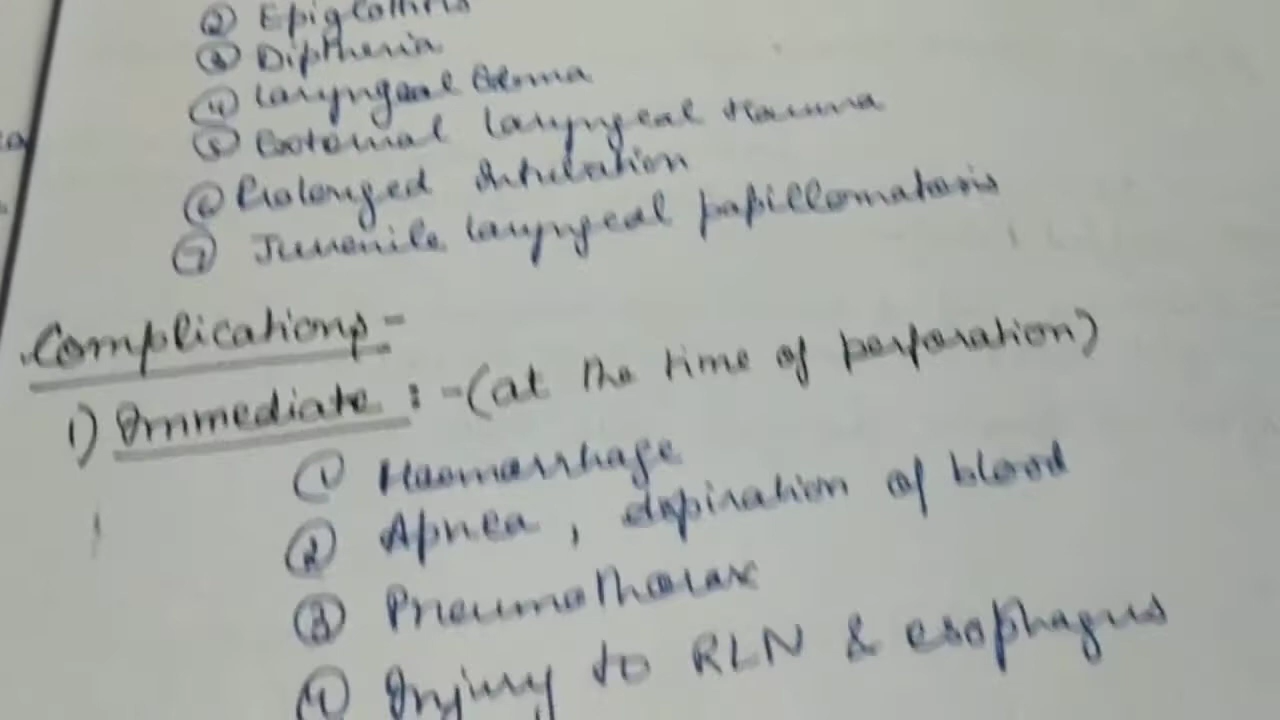 ② Epiglottitis
③ Diptheria
④ Laryngeal Edema
⑤ External laryngeal trauma
⑥ Prolonged intubation
⑦ Juvenile laryngeal papillomatosis
Complications -
1) Immediate : - (at the time of perforation)
① Haemorrhage
② Apnea , aspiration of blood
③ Pneumothorax
④ Injury to RLN & esophagus